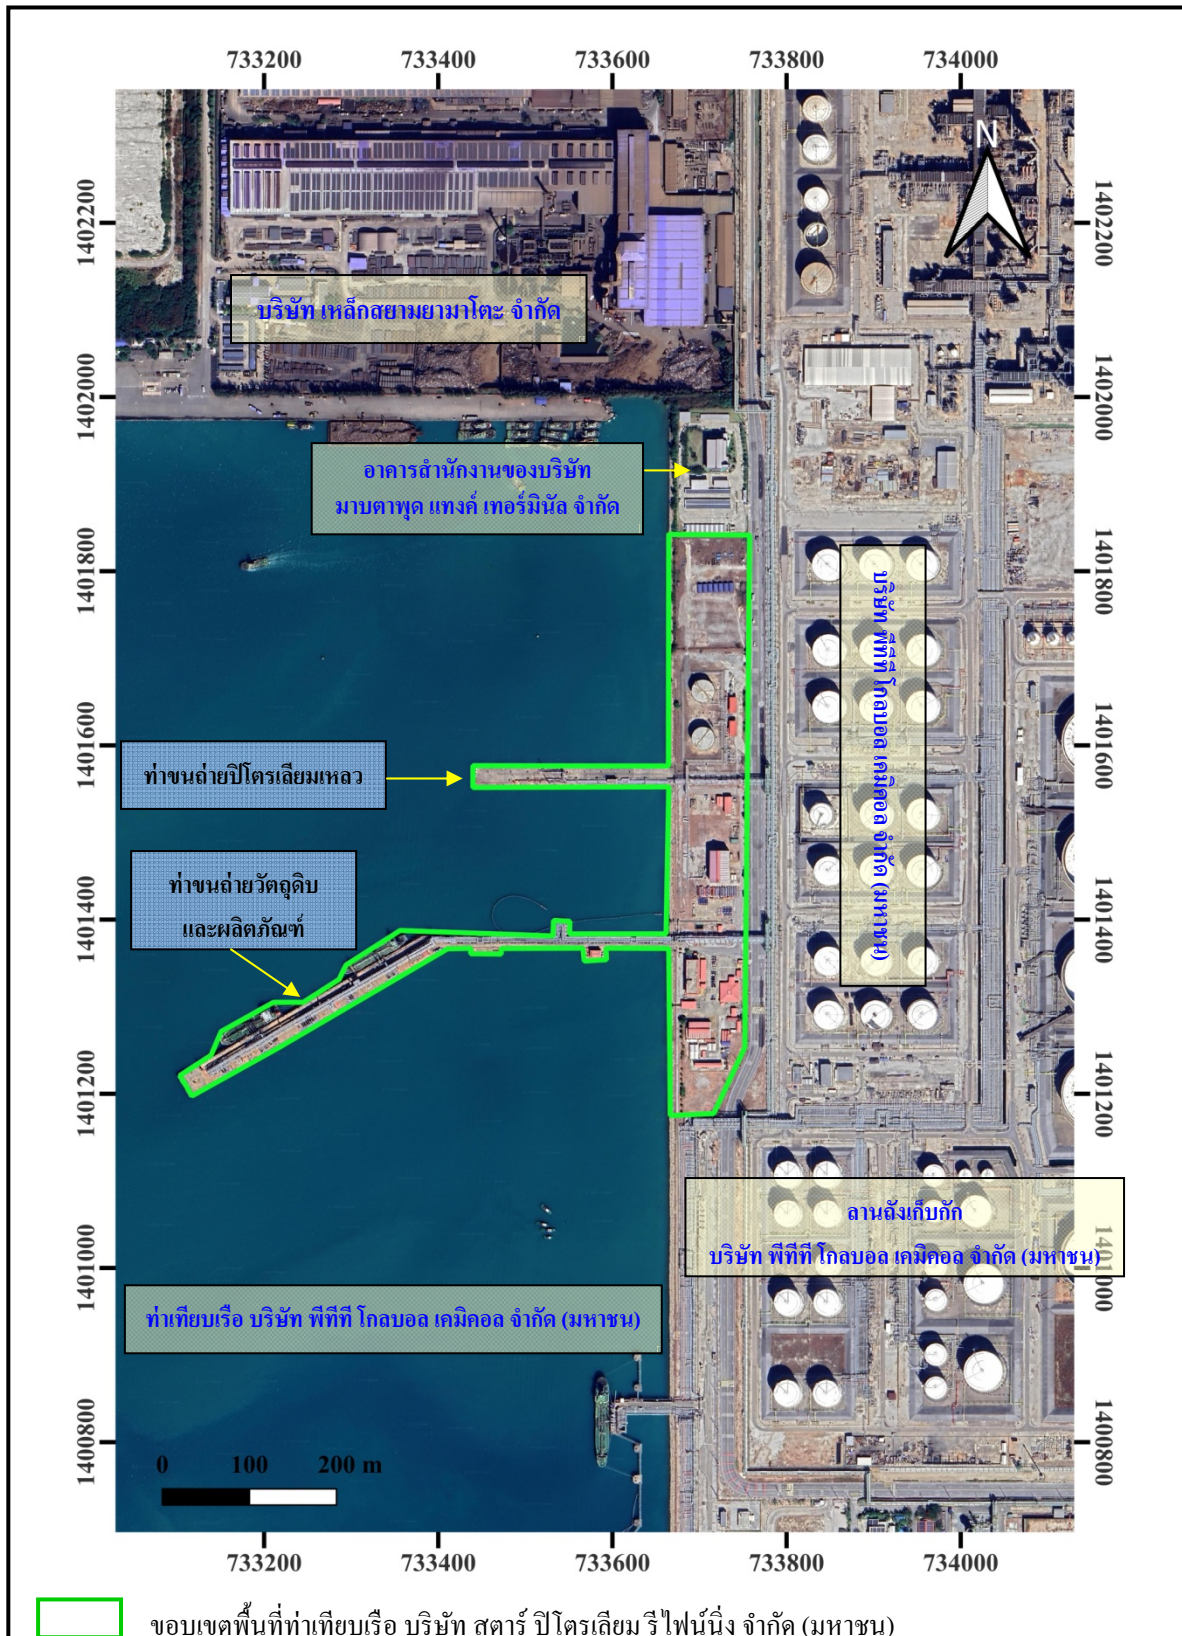 733200 733400 733600 733800 734000
N
1402200 1402200
บริษัท เหล็กสยามยามาโตะ จำกัด
1402000 1402000
อาคารสำนักงานของบริษัท
มาบตาพุด แทงค์ เทอร์มินัล จำกัด
1401800 1401800
บริษัท พีทีที โกลบอล เคมิคอล จำกัด (มหาชน)
1401600 1401600
ท่าขนถ่ายปิโตรเลียมเหลว
ท่าขนถ่ายวัตถุดิบ
และผลิตภัณฑ์
1401400 1401400
1401200 1401200
ลานถังเก็บกัก
บริษัท พีทีที โกลบอล เคมิคอล จำกัด (มหาชน)
1401000 1401000
ท่าเทียบเรือ บริษัท พีทีที โกลบอล เคมิคอล จำกัด (มหาชน)
1400800 1400800
0 100 200 m
733200 733400 733600 733800 734000
ขอบเขตพื้นที่ท่าเทียบเรือ บริษัท สตาร์ ปิโตรเลียม รีไฟน์นิ่ง จำกัด (มหาชน)